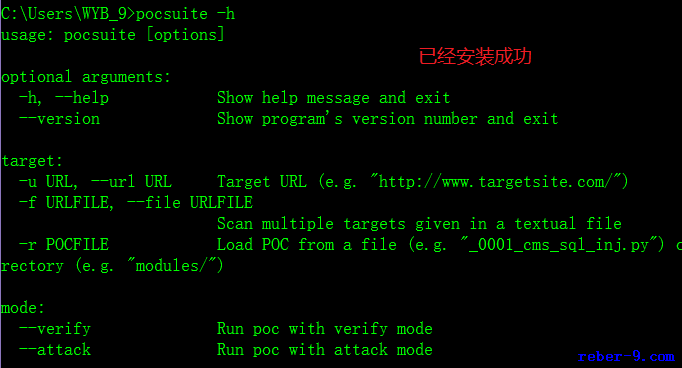 C:\Users\WYB_9>pocsuite -h
usage: pocsuite [options]
已经安装成功
optional arguments:
  -h, --help            Show help message and exit
  --version             Show program's version number and exit
target:
  -u URL, --url URL     Target URL (e.g. "http://www.targetsite.com/")
  -f URLFILE, --file URLFILE
                        Scan multiple targets given in a textual file
  -r POCFILE            Load POC from a file (e.g. "_0001_cms_sql_inj.py")
rectory (e.g. "modules/")
mode:
  --verify              Run poc with verify mode
  --attack              Run poc with attack mode
reber-9.com